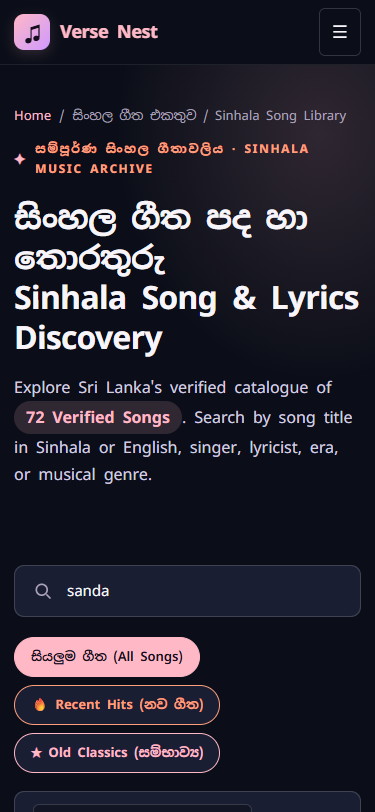 Verse Nest
Home / සිංහල ගීත එකතුව / Sinhala Song Library
සම්පූර්ණ සිංහල ගීතාවලිය · SINHALA
MUSIC ARCHIVE
සිංහල ගීත පද හා
තොරතුරු
Sinhala Song & Lyrics
Discovery
Explore Sri Lanka's verified catalogue of
72 Verified Songs. Search by song title
in Sinhala or English, singer, lyricist, era,
or musical genre.
sanda
සියලුම ගීත (All Songs)
Recent Hits (නව ගීත)
★ Old Classics (සම්භාව්‍ය)